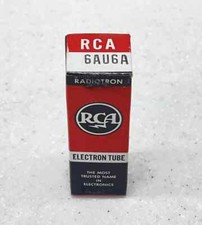 RCA
6AU6A
RADIOTRON
RCA
ELECTRON TUBE
THE MOST
TRUSTED NAME
IN
ELECTRONICS